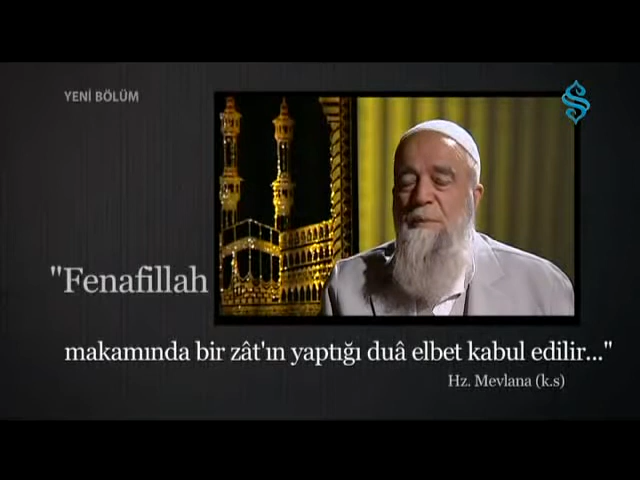 YENİ BÖLÜM
"Fenafillah
makamında bir zât'ın yaptığı duâ elbet kabul edilir..."
Hz. Mevlana (k.s)